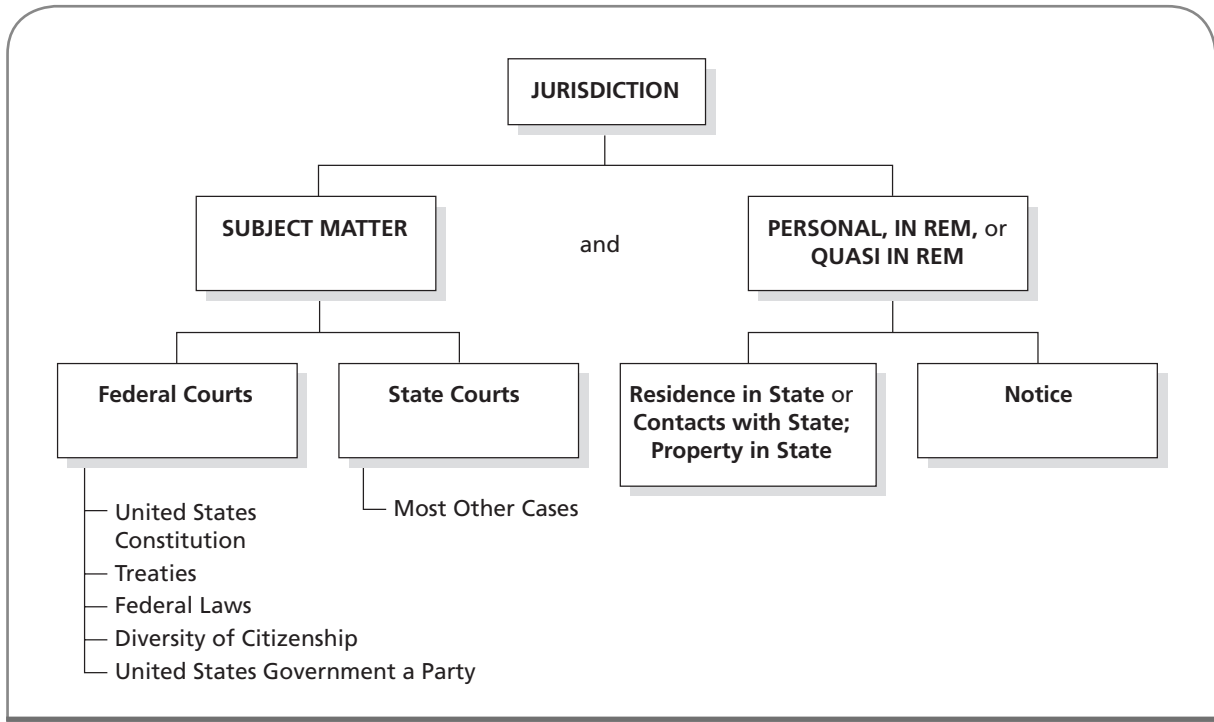 JURISDICTION
SUBJECT MATTER
and
PERSONAL, IN REM, or
QUASI IN REM
Federal Courts
State Courts
Residence in State or
Contacts with State;
Property in State
Notice
United States
Constitution
Treaties
Federal Laws
Diversity of Citizenship
United States Government a Party
Most Other Cases